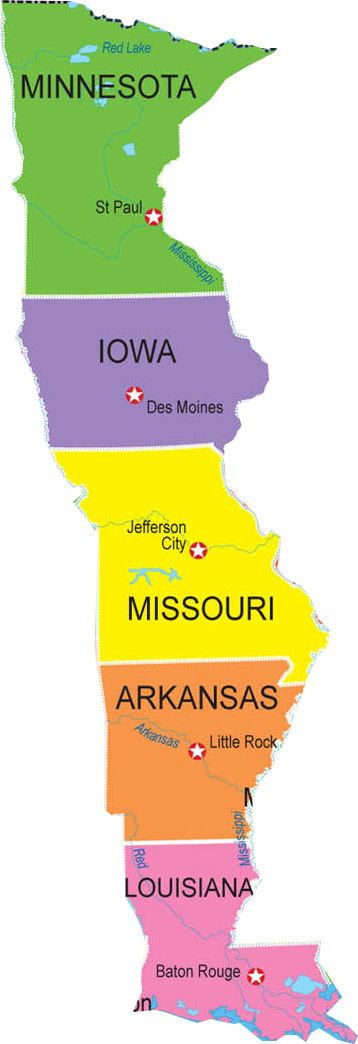 Red Lake
MINNESOTA
St Paul
Mississippi
IOWA
Des Moines
Jefferson
City
MISSOURI
ARKANSAS
Arkansas
Little Rock
M
Mississippi
Red
LOUISIANA
Baton Rouge
on